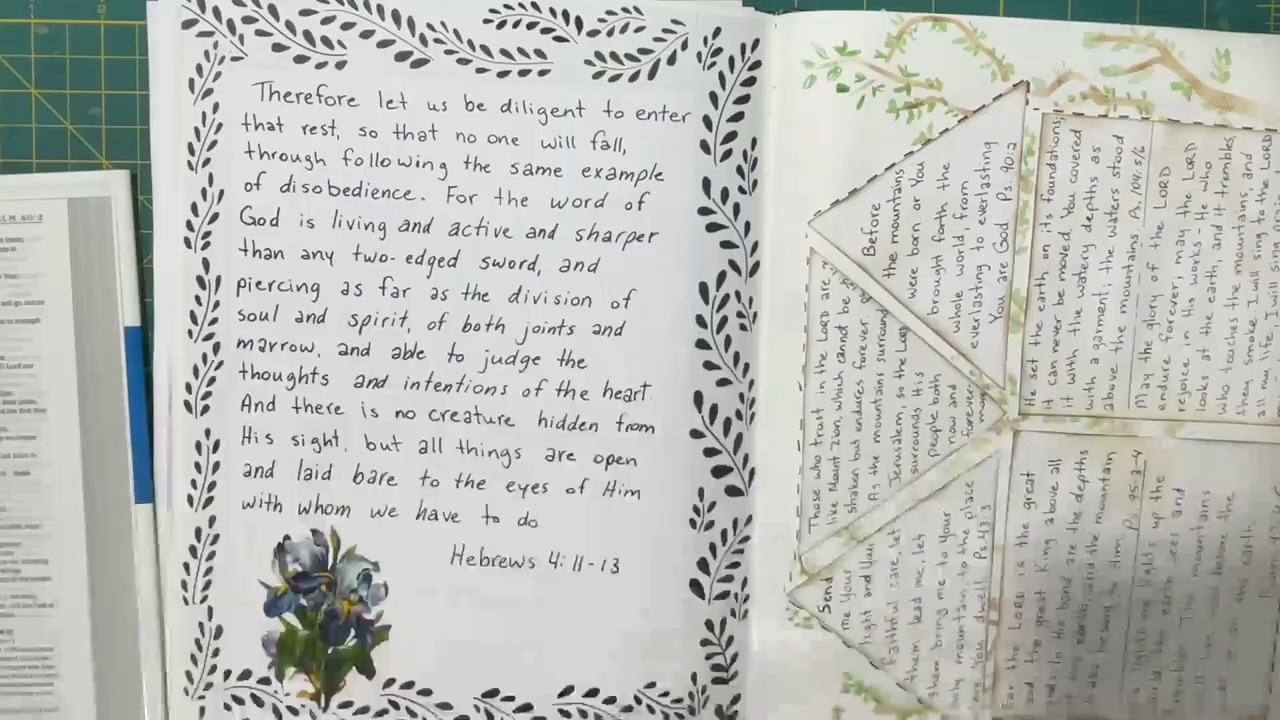 Therefore let us be diligent to enter
that rest, so that no one will fall,
through following the same example
of disobedience. For the word of
God is living and active and sharper
than any two-edged sword, and
piercing as far as the division of
soul and spirit, of both joints and
marrow, and able to judge the
thoughts and intentions of the heart.
And there is no creature hidden from
His sight, but all things are open
and laid bare to the eyes of Him
with whom we have to do
Hebrews 4:11-13
Before
the mountains
were born or You
brought forth the
whole world, from
everlasting to everlasting
You are God Ps. 90:2
Those who trust in the LORD are
like Mount Zion, which cannot be
shaken but endures forever.
As the mountains surround
Jerusalem, so the LORD
surrounds His
people both
now and
forever
He set the earth on its foundations;
it can never be moved. You covered
it with the watery depths as
with a garment; the waters stood
above the mountains. Ps. 104:5/6
May the glory of the LORD
endure forever; may the LORD
rejoice in His works - He who
looks at the earth, and it trembles,
who touches the mountains, and
they smoke. I will sing to the LORD
all my life. I will sing
Send
me Your
light and
faithful care, let
them lead me, let
them bring me to Your
holy mountain, to the place
You dwell Ps 43:3
For the LORD is the great
and the great King above all
the depths
the mountain
to Him. Ps. 95:3-4
up the
sees and
The mountains
before the
the earth